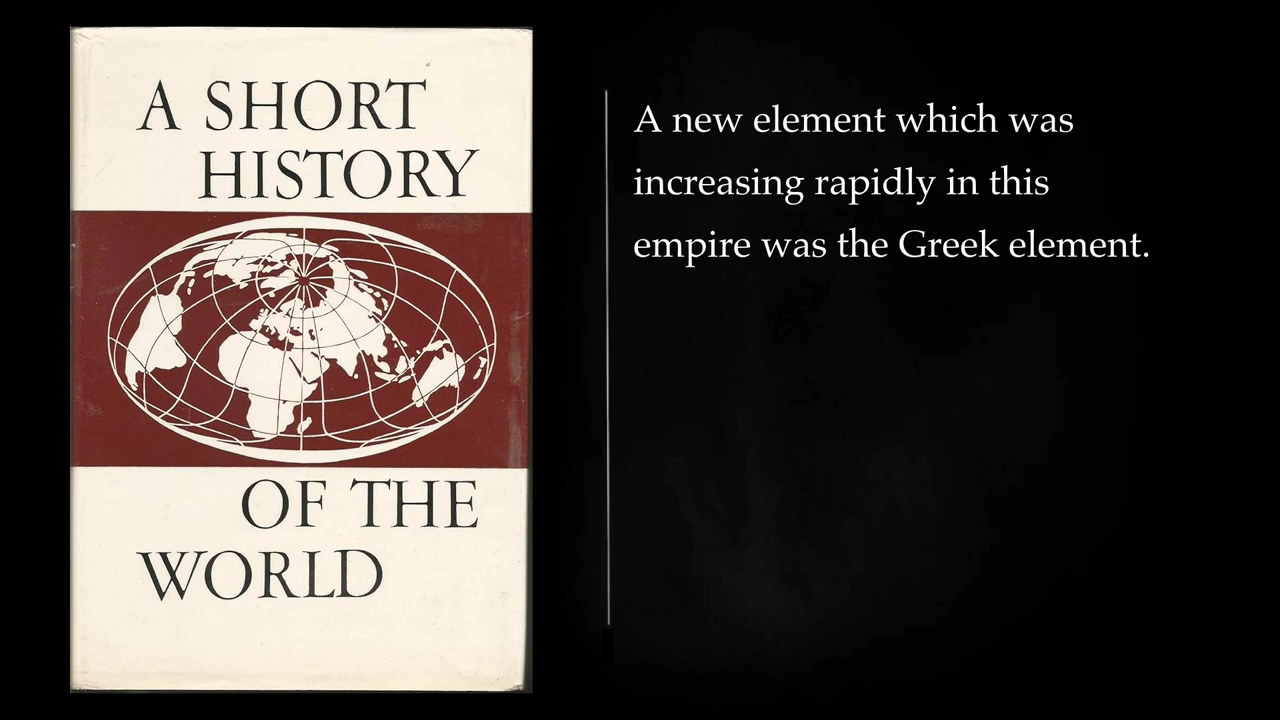 A SHORT
HISTORY
OF THE
WORLD
A new element which was
increasing rapidly in this
empire was the Greek element.